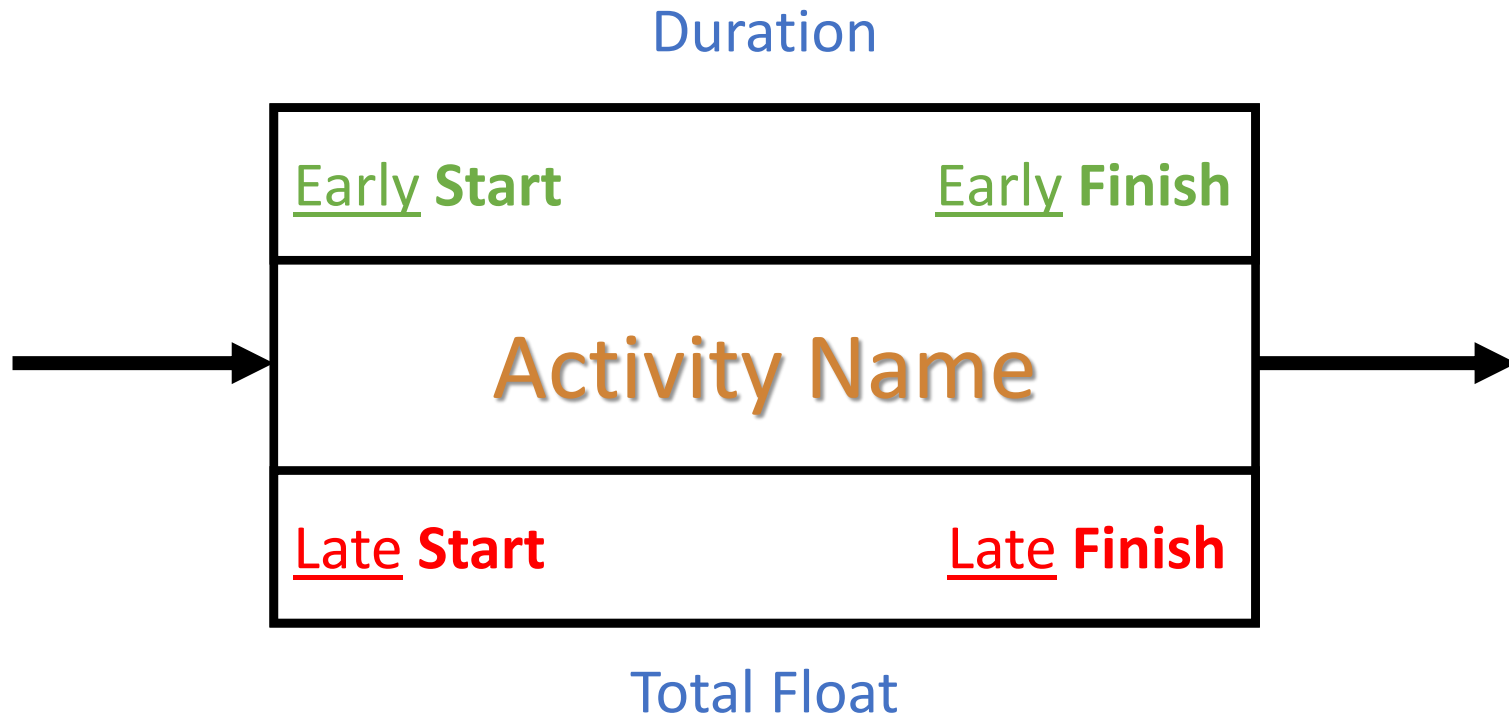 Duration
Early Start Early Finish
Activity Name
Late Start Late Finish
Total Float